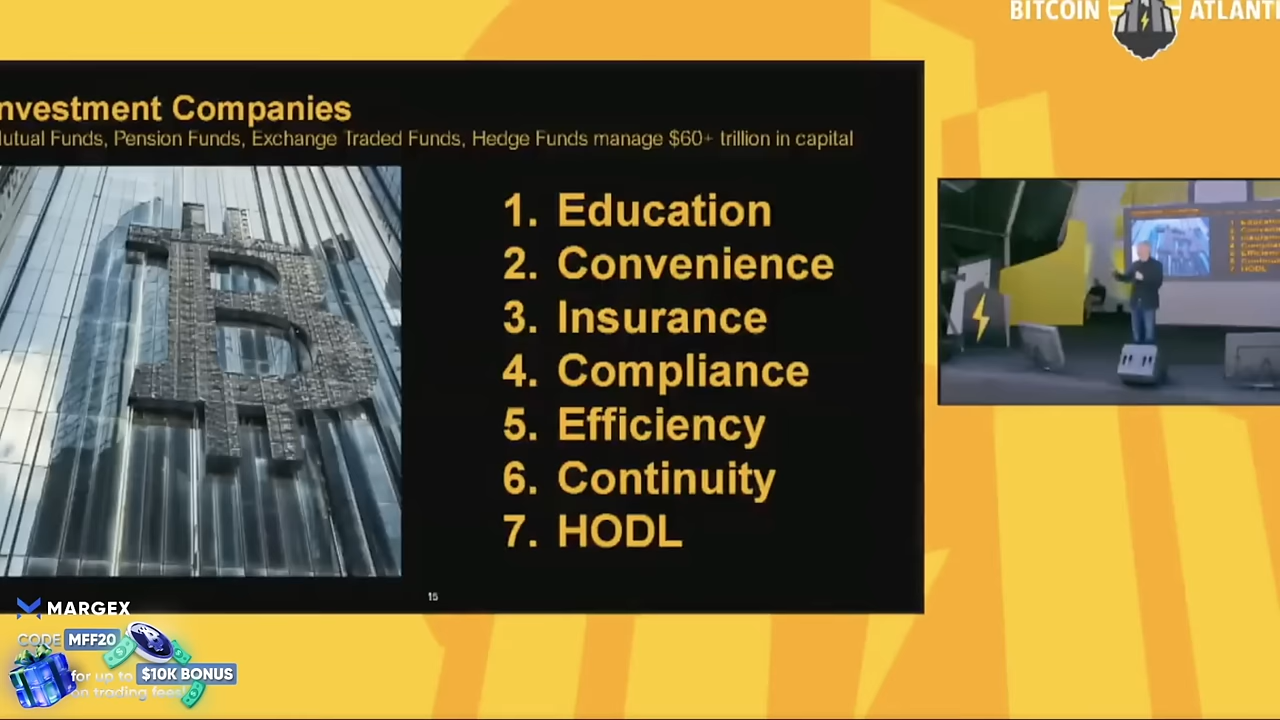 BITCOIN ATLANTI
nvestment Companies
utual Funds, Pension Funds, Exchange Traded Funds, Hedge Funds manage $60+ trillion in capital
1. Education
2. Convenience
3. Insurance
4. Compliance
5. Efficiency
6. Continuity
7. HODL
15
MARGEX
CODE MFF20
for up to $10K BONUS
on trading fees!